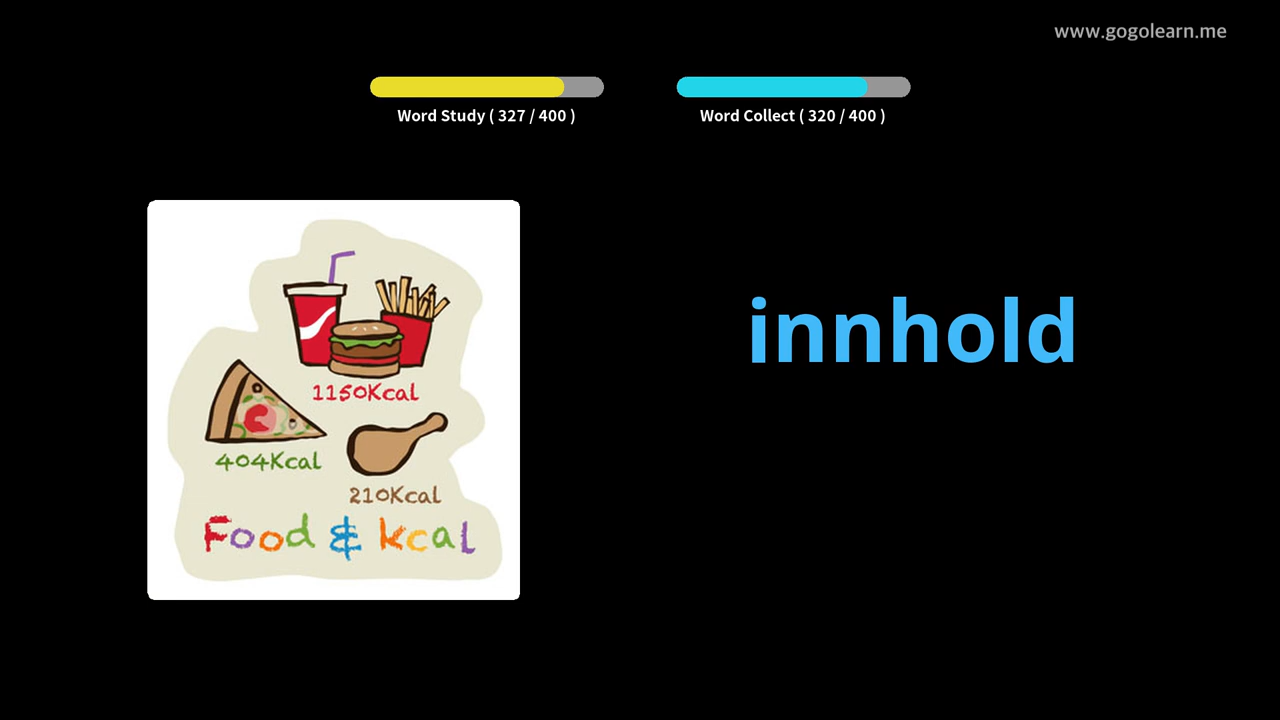 www.gogolearn.me
Word Study ( 327 / 400 )
Word Collect ( 320 / 400 )
innhold
1150Kcal
404Kcal
210Kcal
Food & kcal